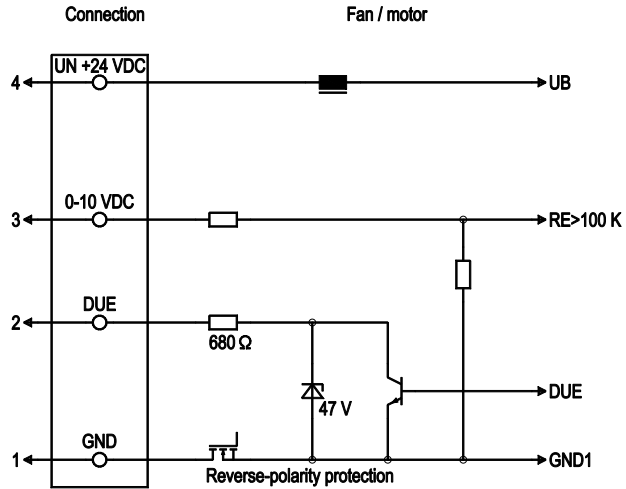 Connection Fan / motor
UN +24 VDC
4 UB
0-10 VDC
3 RE>100 K
DUE
2
680 Ω
DUE
47 V
GND
1 GND1
Reverse-polarity protection